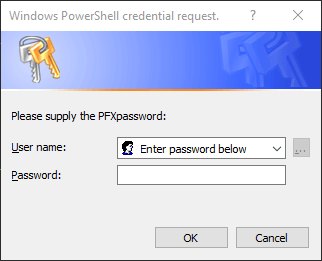 Windows PowerShell credential request. ? ×
Please supply the PFXpassword:
User name: Enter password below ...
Password:
OK Cancel